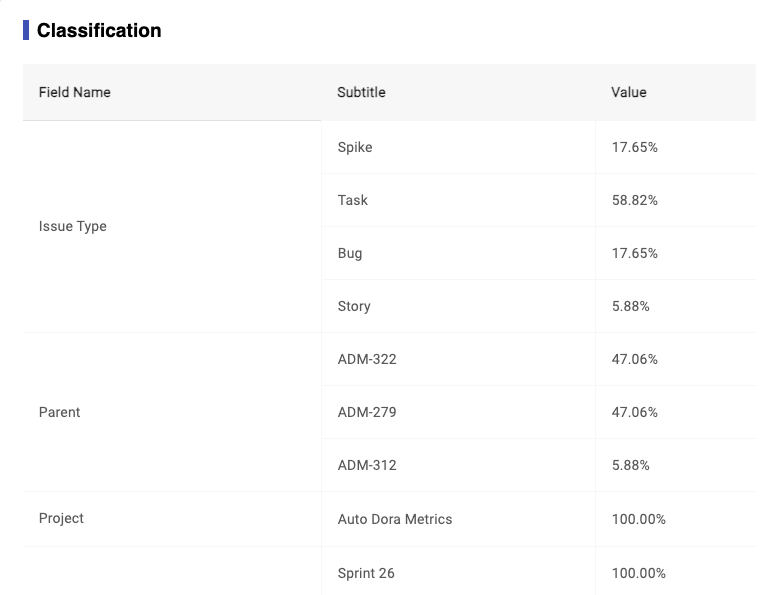 Classification
Field Name Subtitle Value
Issue Type
Spike 17.65%
Task 58.82%
Bug 17.65%
Story 5.88%
Parent
ADM-322 47.06%
ADM-279 47.06%
ADM-312 5.88%
Project Auto Dora Metrics 100.00%
Sprint 26 100.00%